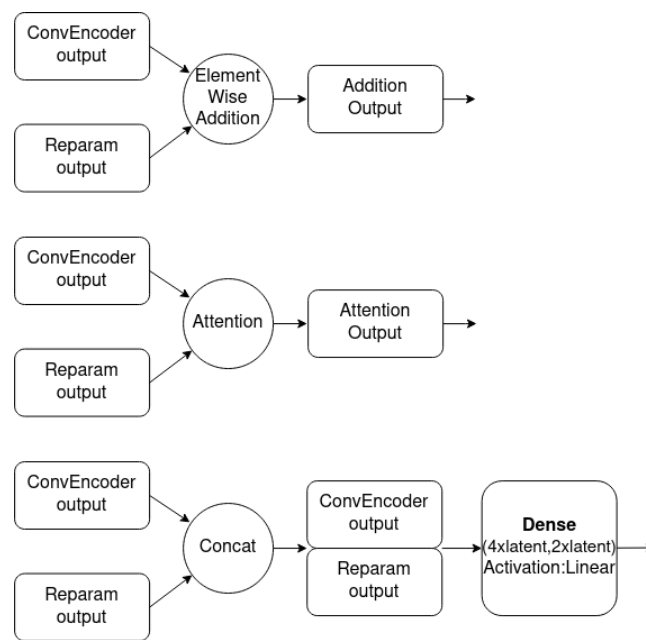 ConvEncoder
output
Element
Wise
Addition
Addition
Output
Reparam
output
ConvEncoder
output
Attention
Attention
Output
Reparam
output
ConvEncoder
output
Concat
ConvEncoder
output
Reparam
output
Dense
(4xlatent,2xlatent)
Activation:Linear
Reparam
output